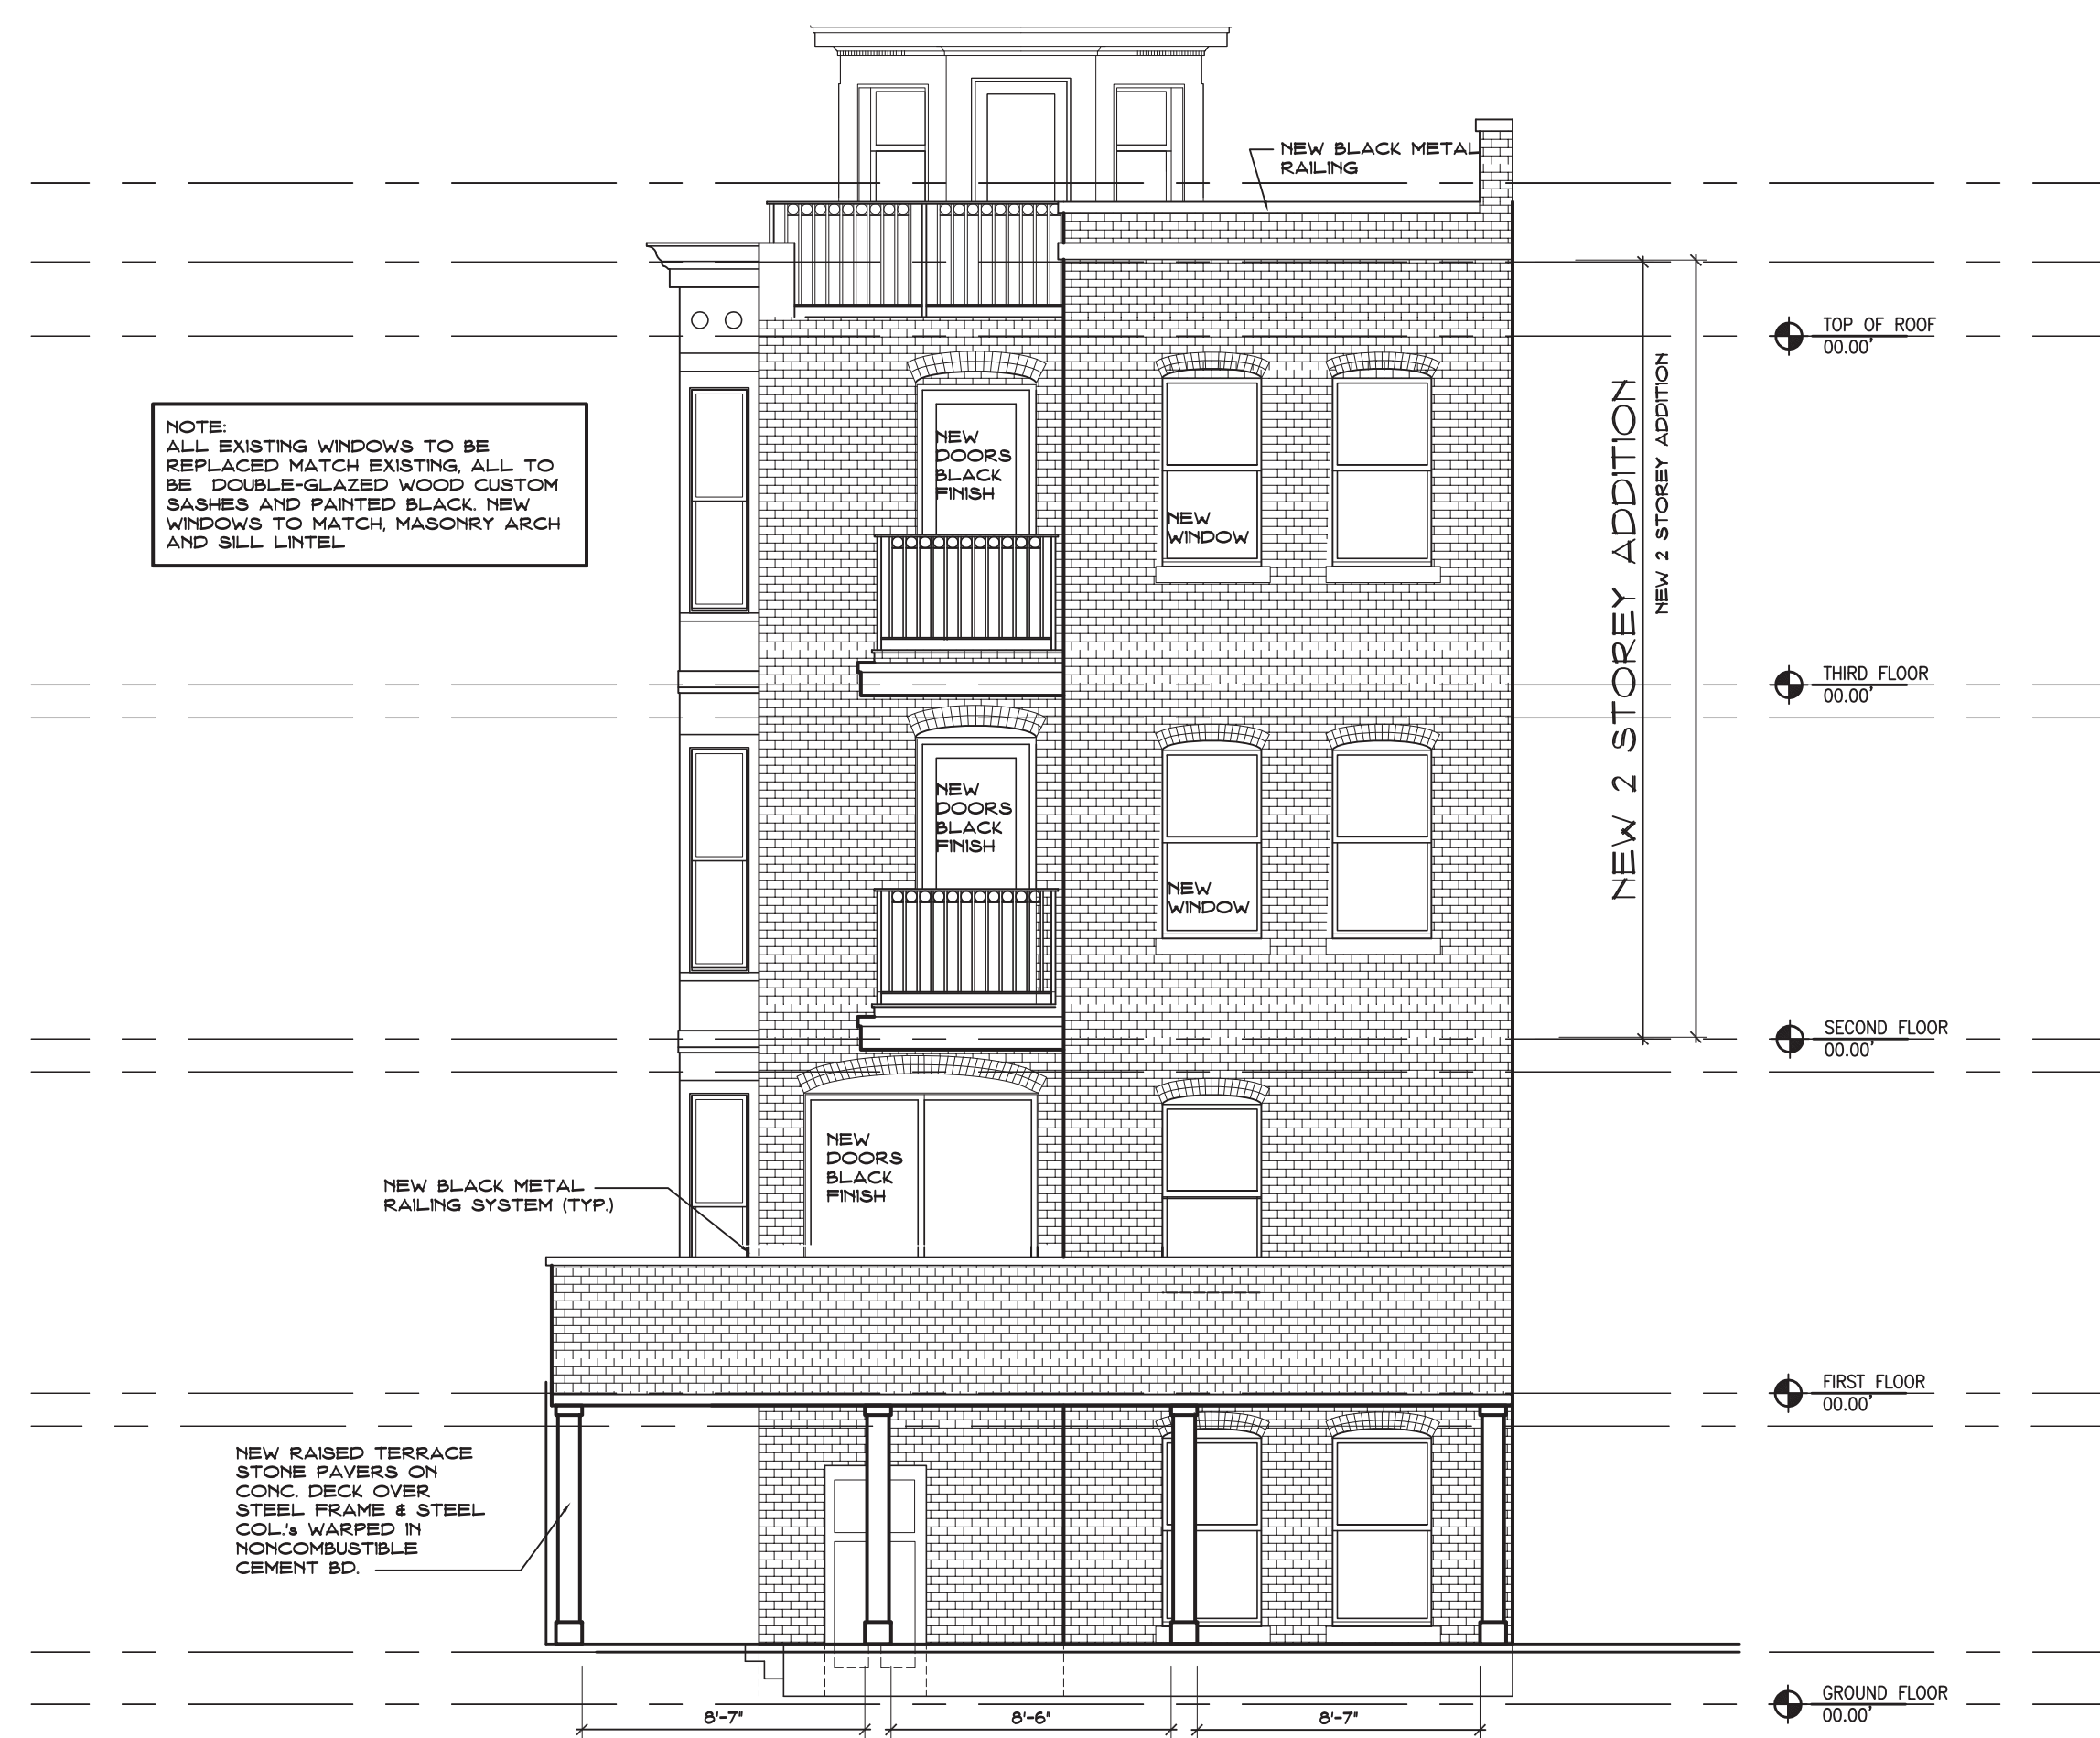 NEW BLACK METAL
RAILING
TOP OF ROOF
00.00'
NOTE:
ALL EXISTING WINDOWS TO BE
REPLACED MATCH EXISTING, ALL TO
BE DOUBLE-GLAZED WOOD CUSTOM
SASHES AND PAINTED BLACK. NEW
WINDOWS TO MATCH, MASONRY ARCH
AND SILL LINTEL
NEW
DOORS
BLACK
FINISH
NEW
WINDOW
NEW 2 STOREY ADDITION
NEW 2 STOREY ADDITION
THIRD FLOOR
00.00'
NEW
DOORS
BLACK
FINISH
NEW
WINDOW
SECOND FLOOR
00.00'
NEW
DOORS
BLACK
FINISH
NEW BLACK METAL
RAILING SYSTEM (TYP.)
FIRST FLOOR
00.00'
NEW RAISED TERRACE
STONE PAVERS ON
CONC. DECK OVER
STEEL FRAME & STEEL
COL.'s WARPED IN
NONCOMBUSTIBLE
CEMENT BD.
GROUND FLOOR
00.00'
8'-7"
8'-6"
8'-7"